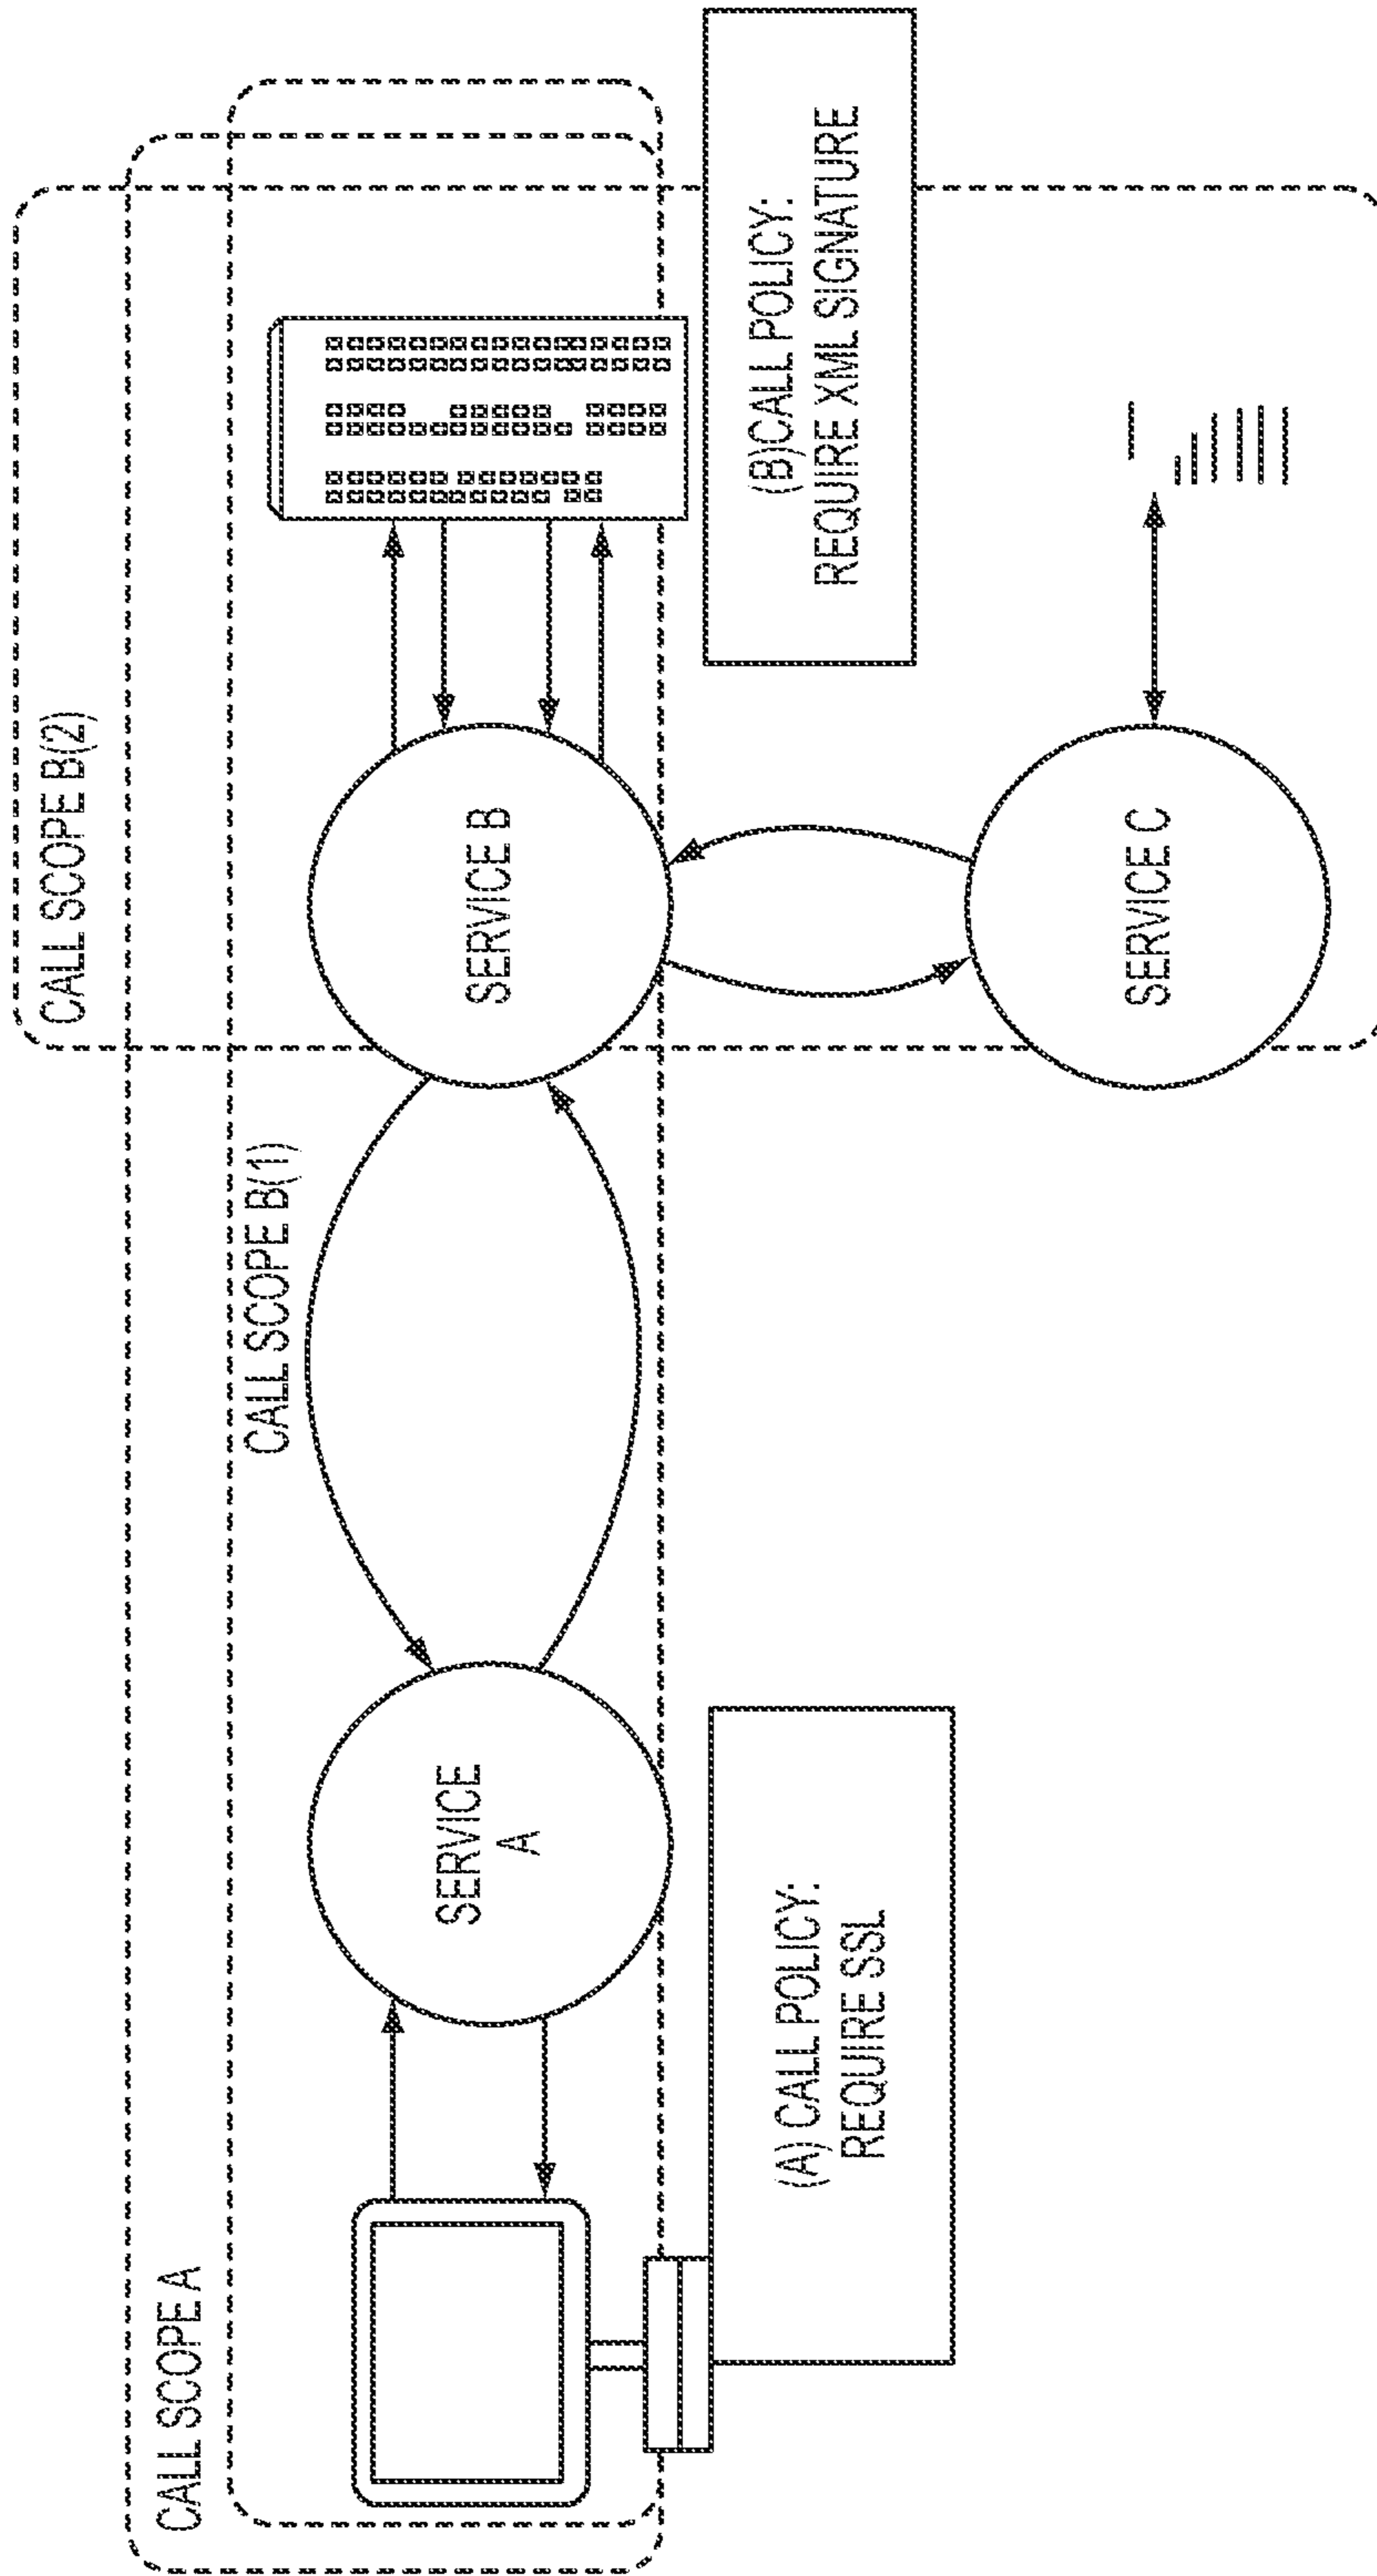 CALL SCOPE B(2)
CALL SCOPE A
CALL SCOPE B(1)
SERVICE
A
SERVICE B
(A) CALL POLICY:
REQUIRE SSL
(B)CALL POLICY:
REQUIRE XML SIGNATURE
SERVICE C